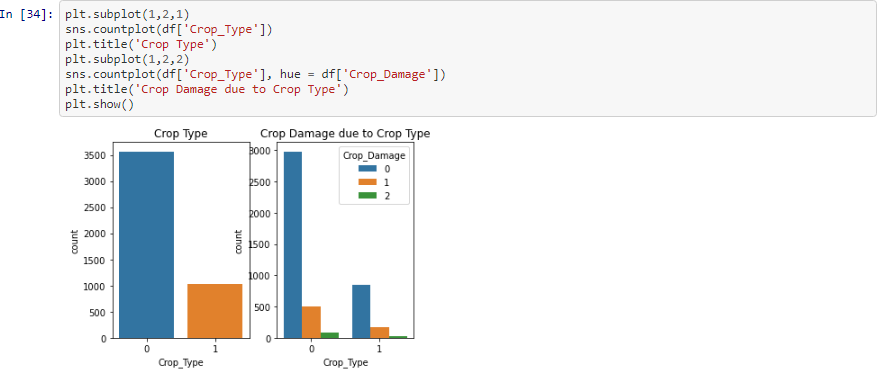 In [34]:
plt.subplot(1,2,1)
sns.countplot(df['Crop_Type'])
plt.title('Crop Type')
plt.subplot(1,2,2)
sns.countplot(df['Crop_Type'], hue = df['Crop_Damage'])
plt.title('Crop Damage due to Crop Type')
plt.show()
Crop Type
3500
3000
2500
2000
1500
1000
500
0
count
0 1
Crop_Type
Crop Damage due to Crop Type
3000
2500
2000
1500
1000
500
0
count
Crop_Damage
0
1
2
0 1
Crop_Type